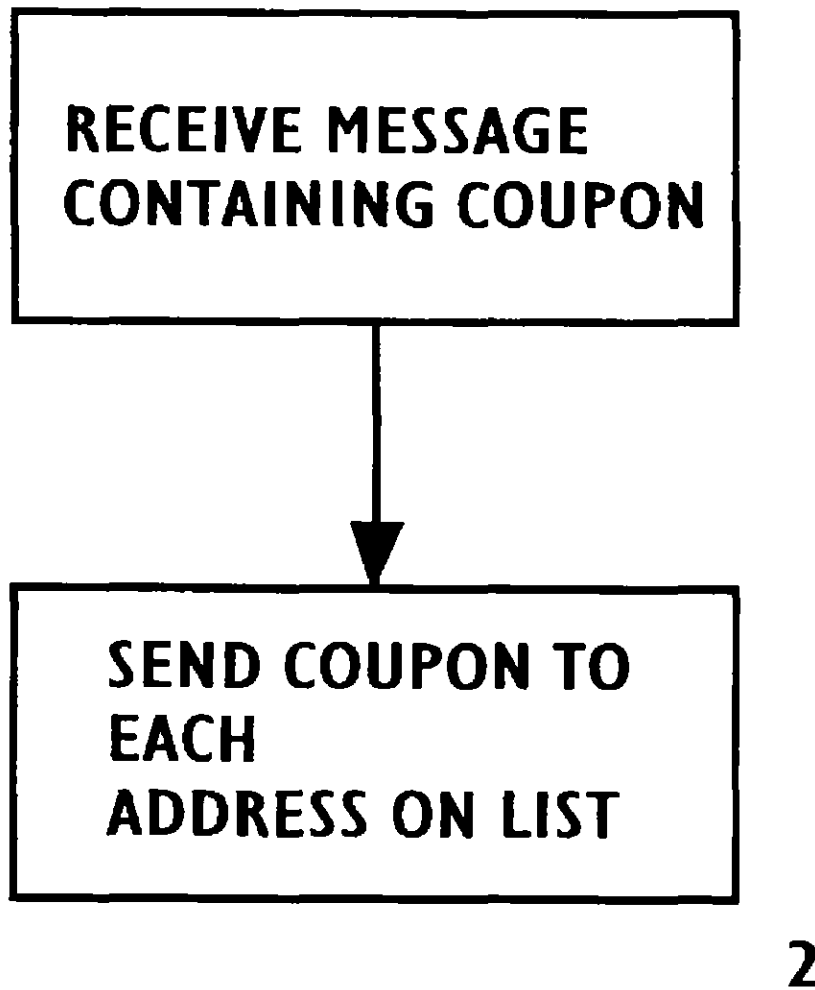 RECEIVE MESSAGE
CONTAINING COUPON
SEND COUPON TO
EACH
ADDRESS ON LIST
2